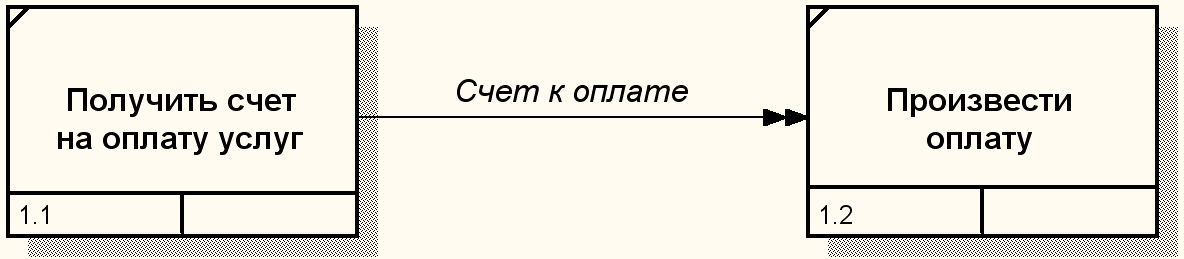 Получить счет
на оплату услуг
1.1
Счет к оплате
Произвести
оплату
1.2